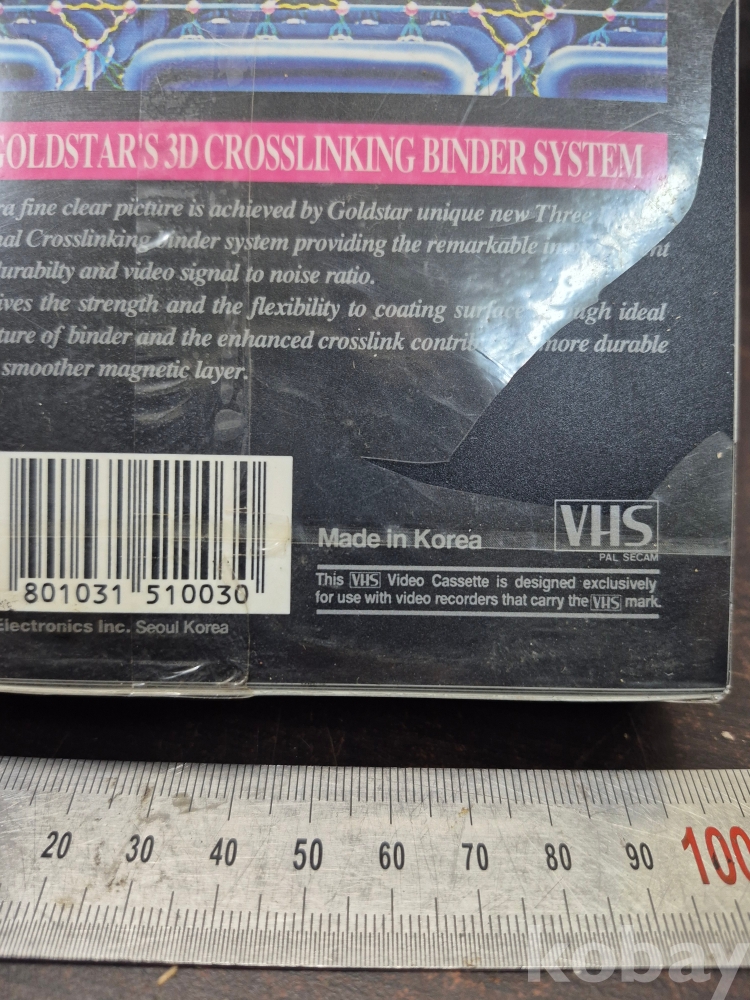 GOLDSTAR'S 3D CROSSLINKING BINDER SYSTEM
fine clear picture is achieved by Goldstar unique new Three
Crosslinking binder system providing the remarkable
durabilty and video signal to noise ratio.
the strength and the flexibility to coating ideal
of binder and the enhanced crosslink more durable
smoother magnetic layer.
801031 510030
Electronics Inc. Seoul Korea
Made in Korea
VHS
PAL SECAM
This VHS Video Cassette is designed exclusively
for use with video recorders that carry the VHS mark.
20 30 40 50 60 70 80 90 100
kobay